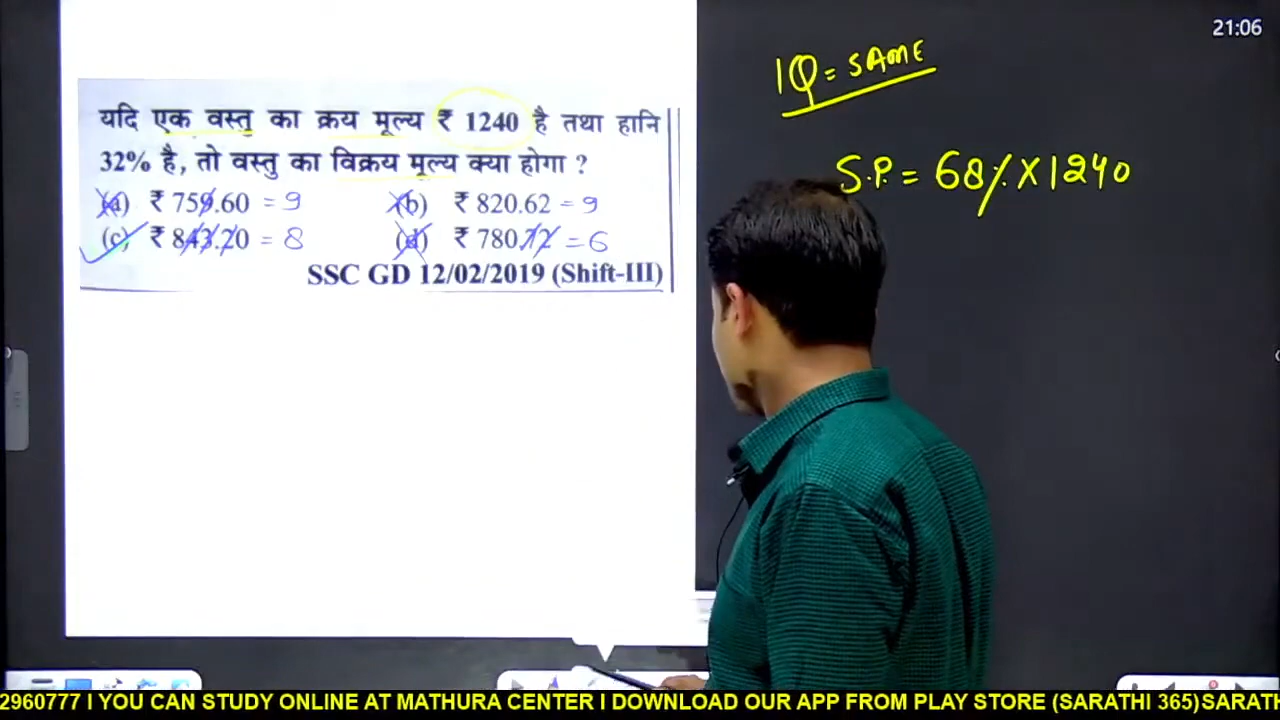 21:06
IQ = SAME
यदि एक वस्तु का क्रय मूल्य ₹ 1240 है तथा हानि
32% है, तो वस्तु का विक्रय मूल्य क्या होगा ?
(a) ₹ 759.60 = 9 (b) ₹ 820.62 = 9
(c) ₹ 843.20 = 8 (d) ₹ 780.12 = 6
SSC GD 12/02/2019 (Shift-III)
S.P. = 68% X 1240
2960777 I YOU CAN STUDY ONLINE AT MATHURA CENTER I DOWNLOAD OUR APP FROM PLAY STORE (SARATHI 365)SARATI